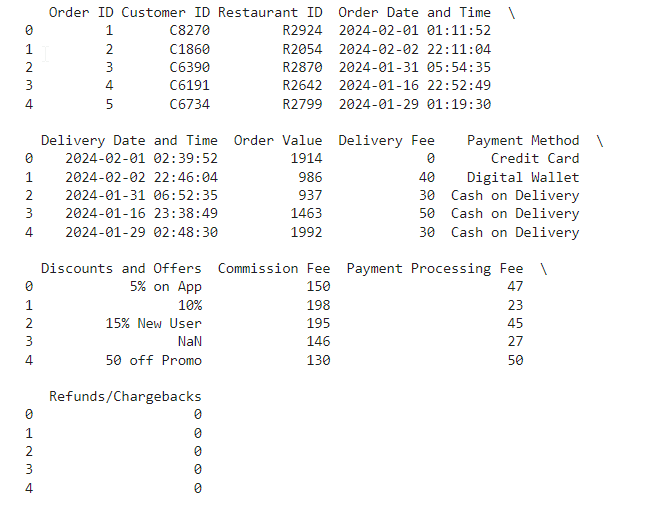 Order ID Customer ID Restaurant ID Order Date and Time \
0 1 C8270 R2924 2024-02-01 01:11:52
1 2 C1860 R2054 2024-02-02 22:11:04
2 3 C6390 R2870 2024-01-31 05:54:35
3 4 C6191 R2642 2024-01-16 22:52:49
4 5 C6734 R2799 2024-01-29 01:19:30
Delivery Date and Time Order Value Delivery Fee Payment Method \
0 2024-02-01 02:39:52 1914 0 Credit Card
1 2024-02-02 22:46:04 986 40 Digital Wallet
2 2024-01-31 06:52:35 937 30 Cash on Delivery
3 2024-01-16 23:38:49 1463 50 Cash on Delivery
4 2024-01-29 02:48:30 1992 30 Cash on Delivery
Discounts and Offers Commission Fee Payment Processing Fee \
0 5% on App 150 47
1 10% 198 23
2 15% New User 195 45
3 NaN 146 27
4 50 off Promo 130 50
Refunds/Chargebacks
0 0
1 0
2 0
3 0
4 0